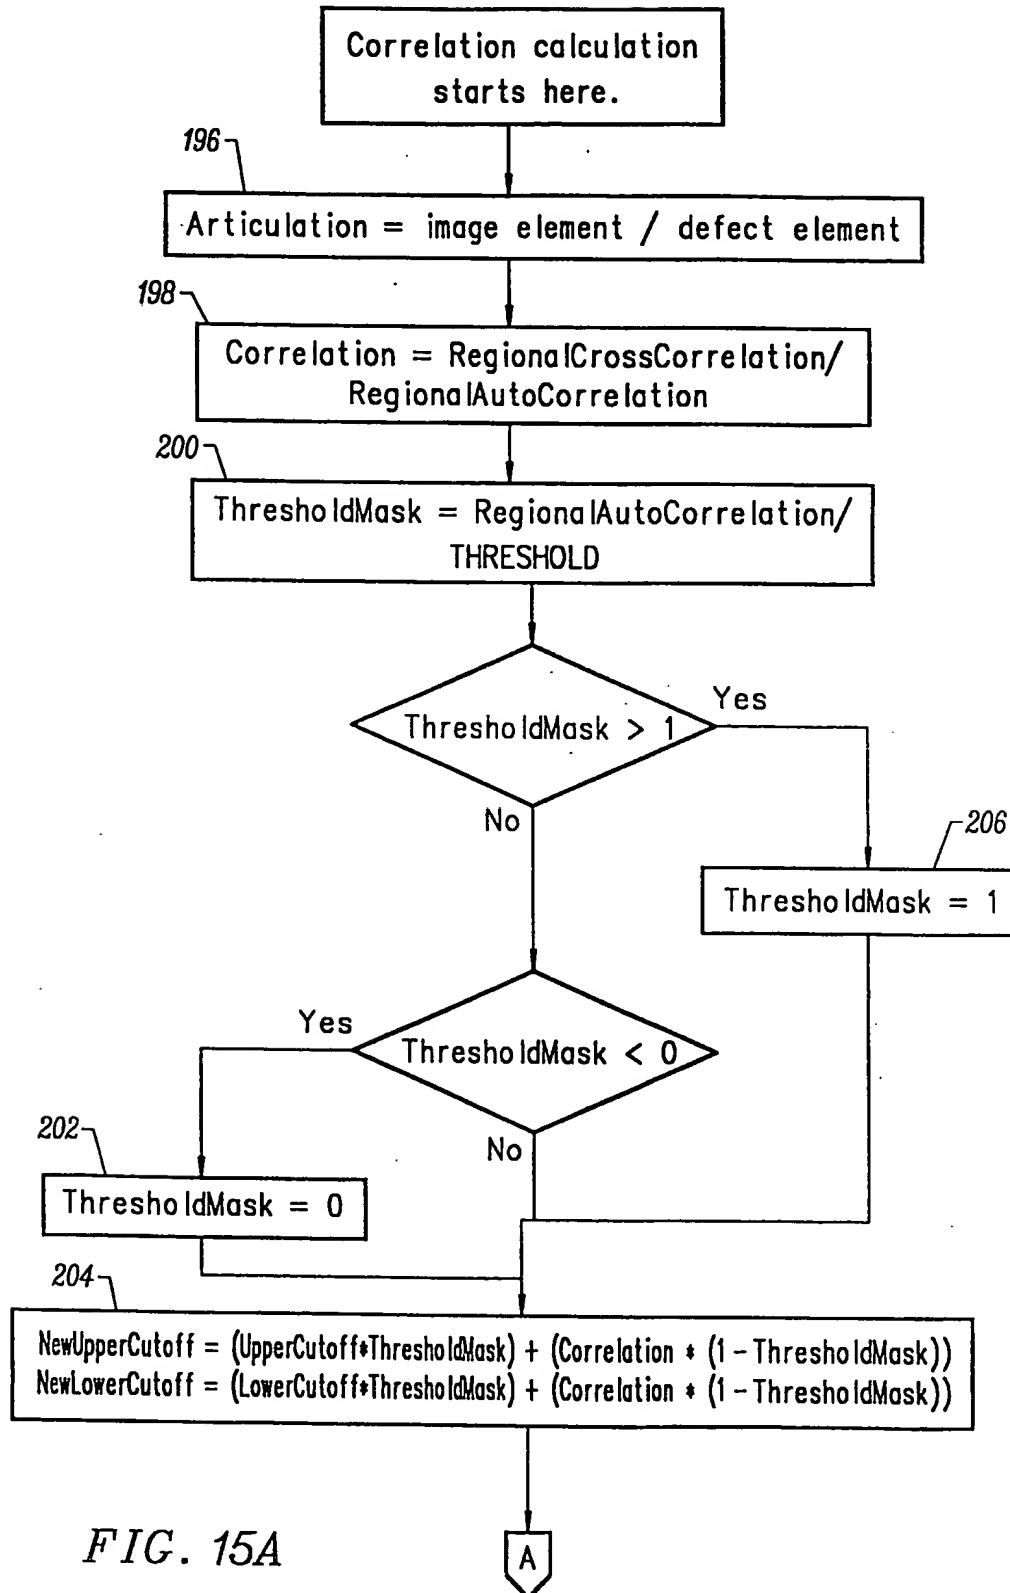 Correlation calculation
starts here.
196
Articulation = image element / defect element
198
Correlation = RegionalCrossCorrelation/
RegionalAutoCorrelation
200
ThresholdMask = RegionalAutoCorrelation/
THRESHOLD
ThresholdMask > 1
Yes
No
206
ThresholdMask = 1
ThresholdMask < 0
Yes
No
202
ThresholdMask = 0
204
NewUpperCutoff = (UpperCutoff*ThresholdMask) + (Correlation * (1 - ThresholdMask))
NewLowerCutoff = (LowerCutoff*ThresholdMask) + (Correlation * (1 - ThresholdMask))
A
FIG. 15A